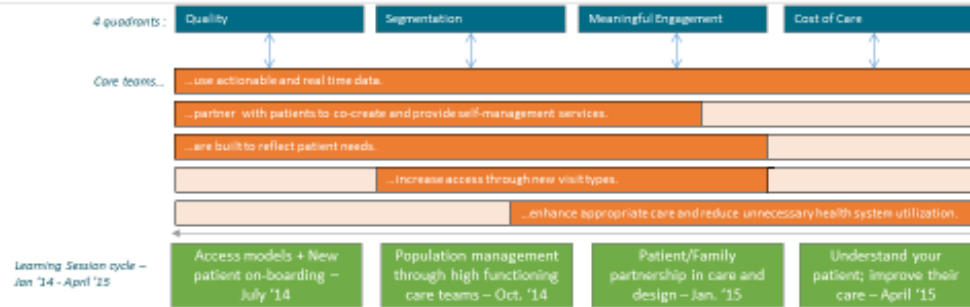 4 quadrants :
Quality
Segmentation
Meaningful Engagement
Cost of Care
Care teams...
...use actionable and real time data.
...partner with patients to co-create and provide self-management services.
...are built to reflect patient needs.
...increase access through new visit types.
...enhance appropriate care and reduce unnecessary health system utilization.
Learning Session cycle –
Jan '14 - April '15
Access models + New
patient on-boarding –
July '14
Population management
through high functioning
care teams – Oct. '14
Patient/Family
partnership in care and
design – Jan. '15
Understand your
patient; improve their
care – April '15